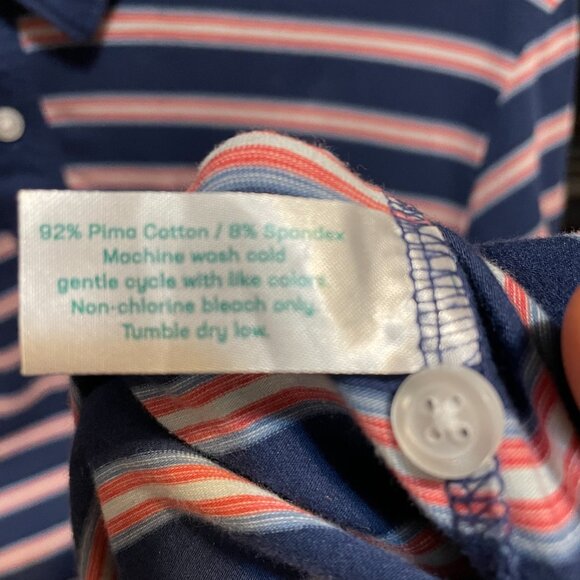 92% Pima Cotton / 8% Spandex
Machine wash cold
gentle cycle with like colors.
Non-chlorine bleach only.
Tumble dry low.